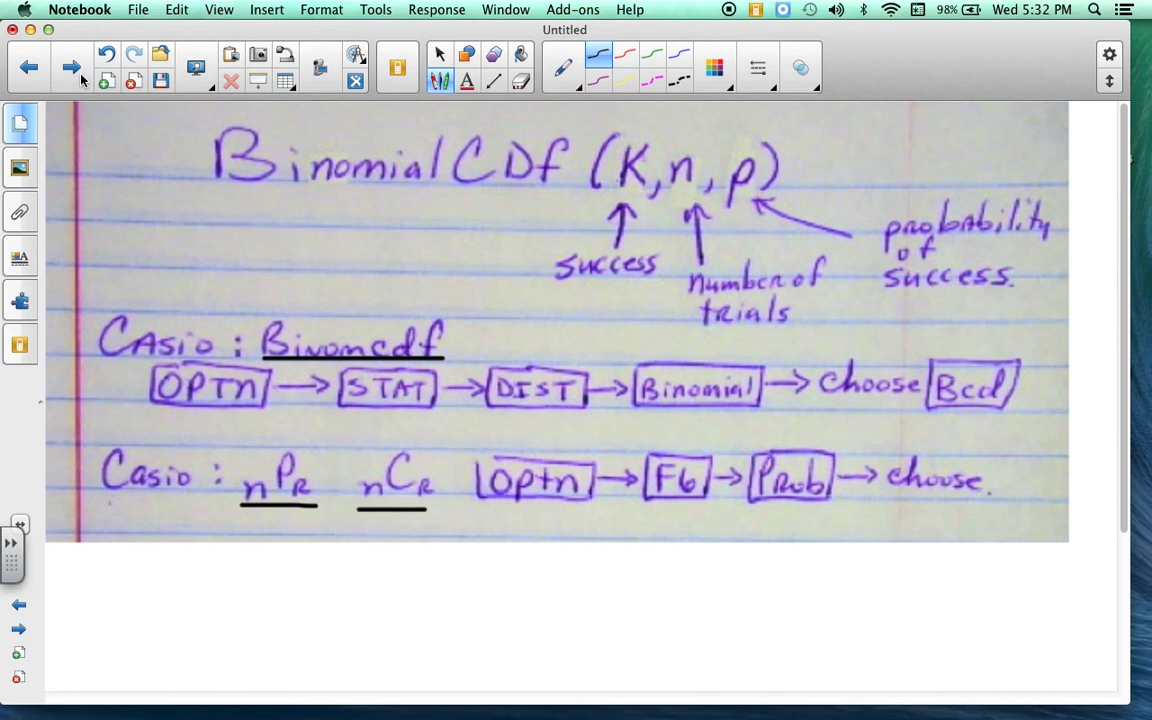 Notebook File Edit View Insert Format Tools Response Window Add-ons Help 98% Wed 5:32 PM
Untitled
BinomialCDf (K, n, p)
success
number of
trials
probability
of
success.
CAsio : Binomcdf
OPTn → STAT → DIST → Binomial → choose Bcd
Casio : nPR nCR Optn → F6 → PRob → choose.